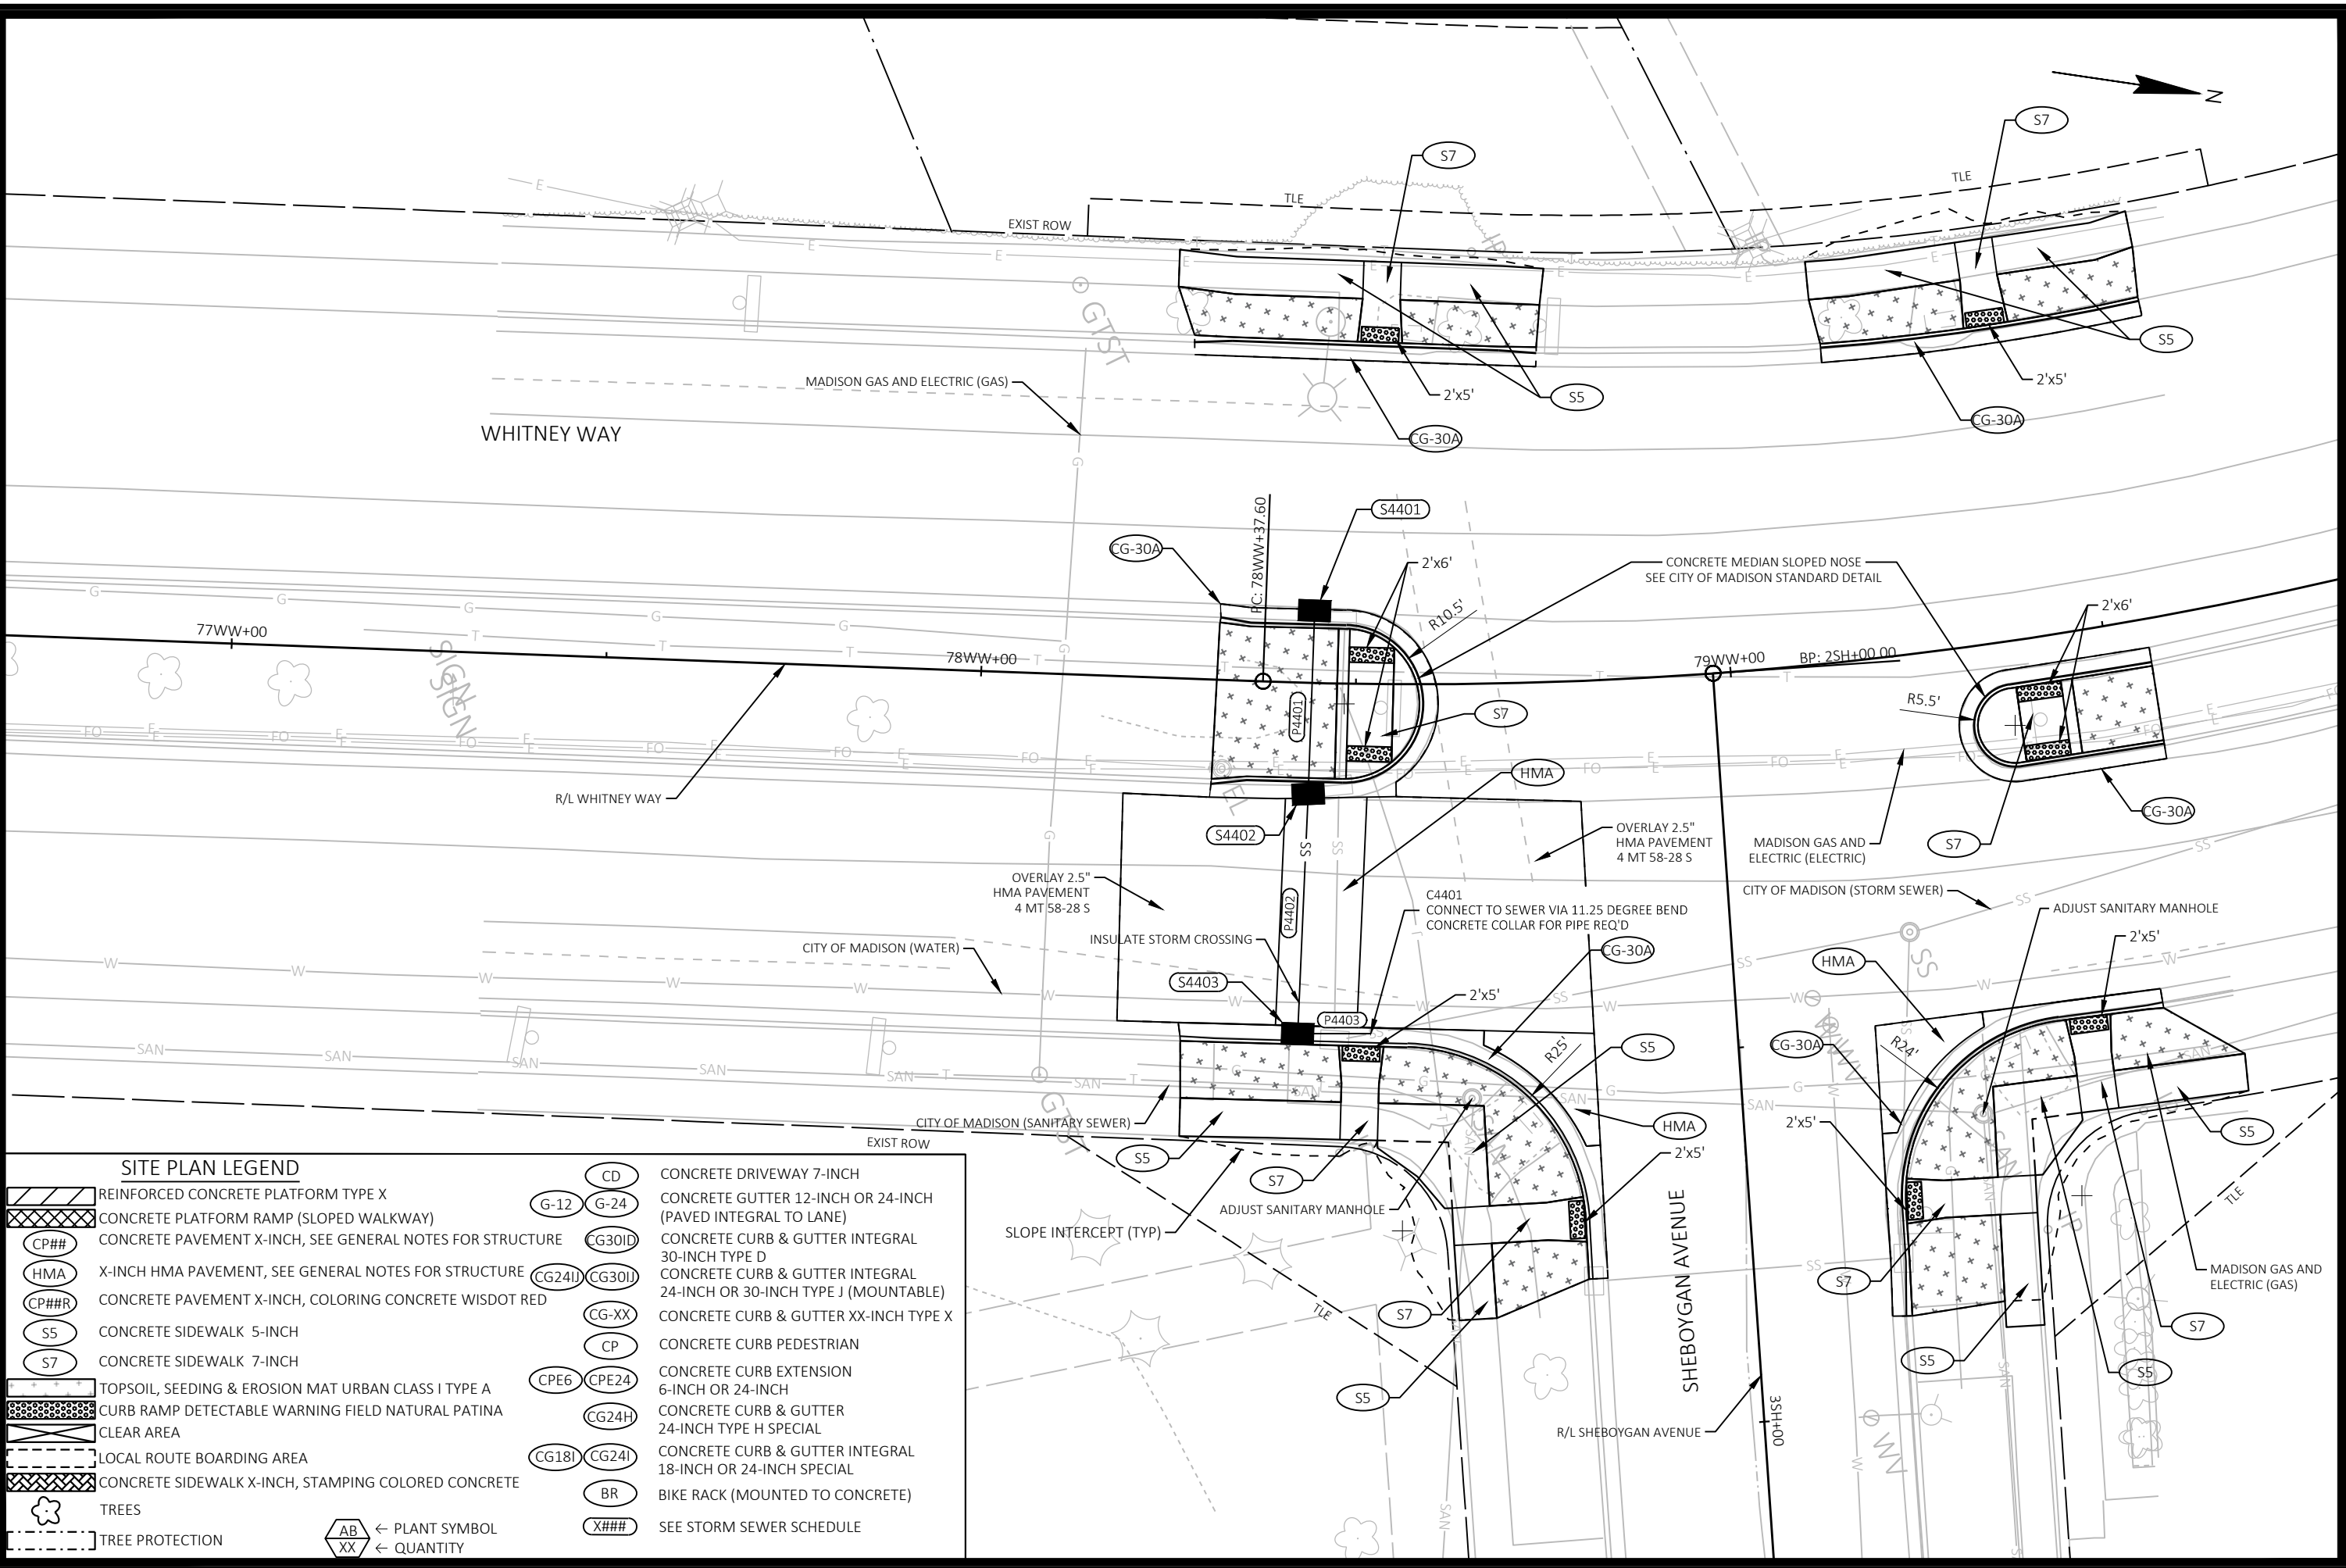 N
S7
S7
TLE
TLE
EXIST ROW
S5
2'x5'
2'x5'
S5
CG-30A
CG-30A
GTST
MADISON GAS AND ELECTRIC (GAS)
WHITNEY WAY
PC: 78WW+37.60
S4401
CG-30A
2'x6'
CONCRETE MEDIAN SLOPED NOSE
SEE CITY OF MADISON STANDARD DETAIL
R10.5'
2'x6'
77WW+00
78WW+00
79WW+00
BP: 2SH+00.00
SIGN
SIGN
R5.5'
P4401
S7
HMA
R/L WHITNEY WAY
CG-30A
S4402
OVERLAY 2.5"
HMA PAVEMENT
4 MT 58-28 S
MADISON GAS AND
ELECTRIC (ELECTRIC)
S7
SS
OVERLAY 2.5"
HMA PAVEMENT
4 MT 58-28 S
P4402
C4401
CONNECT TO SEWER VIA 11.25 DEGREE BEND
CONCRETE COLLAR FOR PIPE REQ'D
CITY OF MADISON (STORM SEWER)
ADJUST SANITARY MANHOLE
CITY OF MADISON (WATER)
INSULATE STORM CROSSING
CG-30A
2'x5'
HMA
SS
S4403
2'x5'
P4403
R25'
S5
CG-30A
R24'
CITY OF MADISON (SANITARY SEWER)
EXIST ROW
HMA
2'x5'
S5
S5
2'x5'
S7
ADJUST SANITARY MANHOLE
SLOPE INTERCEPT (TYP)
TLE
TLE
SHEBOYGAN AVENUE
S7
S7
MADISON GAS AND
ELECTRIC (GAS)
S7
S5
S5
S5
R/L SHEBOYGAN AVENUE
3SH+00
WV
SITE PLAN LEGEND
REINFORCED CONCRETE PLATFORM TYPE X
CONCRETE PLATFORM RAMP (SLOPED WALKWAY)
CP## CONCRETE PAVEMENT X-INCH, SEE GENERAL NOTES FOR STRUCTURE
HMA X-INCH HMA PAVEMENT, SEE GENERAL NOTES FOR STRUCTURE
CP##R CONCRETE PAVEMENT X-INCH, COLORING CONCRETE WISDOT RED
S5 CONCRETE SIDEWALK 5-INCH
S7 CONCRETE SIDEWALK 7-INCH
TOPSOIL, SEEDING & EROSION MAT URBAN CLASS I TYPE A
CURB RAMP DETECTABLE WARNING FIELD NATURAL PATINA
CLEAR AREA
LOCAL ROUTE BOARDING AREA
CONCRETE SIDEWALK X-INCH, STAMPING COLORED CONCRETE
TREES
TREE PROTECTION
AB ← PLANT SYMBOL
XX ← QUANTITY
CD CONCRETE DRIVEWAY 7-INCH
G-12 G-24 CONCRETE GUTTER 12-INCH OR 24-INCH
(PAVED INTEGRAL TO LANE)
CG30ID CONCRETE CURB & GUTTER INTEGRAL
30-INCH TYPE D
CG24IJ CG30IJ CONCRETE CURB & GUTTER INTEGRAL
24-INCH OR 30-INCH TYPE J (MOUNTABLE)
CG-XX CONCRETE CURB & GUTTER XX-INCH TYPE X
CP CONCRETE CURB PEDESTRIAN
CPE6 CPE24 CONCRETE CURB EXTENSION
6-INCH OR 24-INCH
CG24H CONCRETE CURB & GUTTER
24-INCH TYPE H SPECIAL
CG18I CG24I CONCRETE CURB & GUTTER INTEGRAL
18-INCH OR 24-INCH SPECIAL
BR BIKE RACK (MOUNTED TO CONCRETE)
X### SEE STORM SEWER SCHEDULE